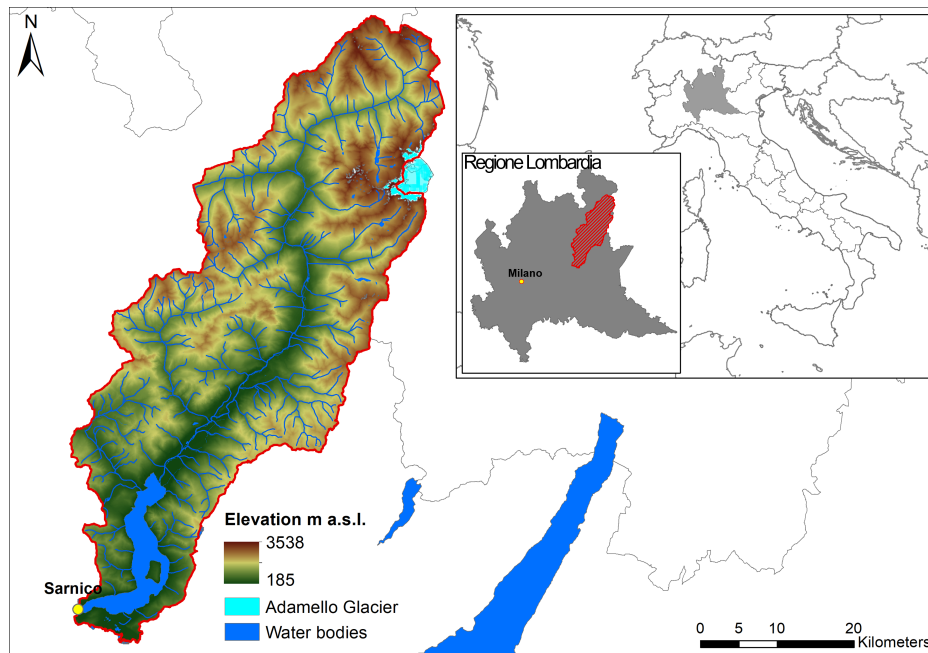 N
Regione Lombardia
Milano
Elevation m a.s.l.
3538
185
Sarnico
Adamello Glacier
Water bodies
0 5 10 20
Kilometers